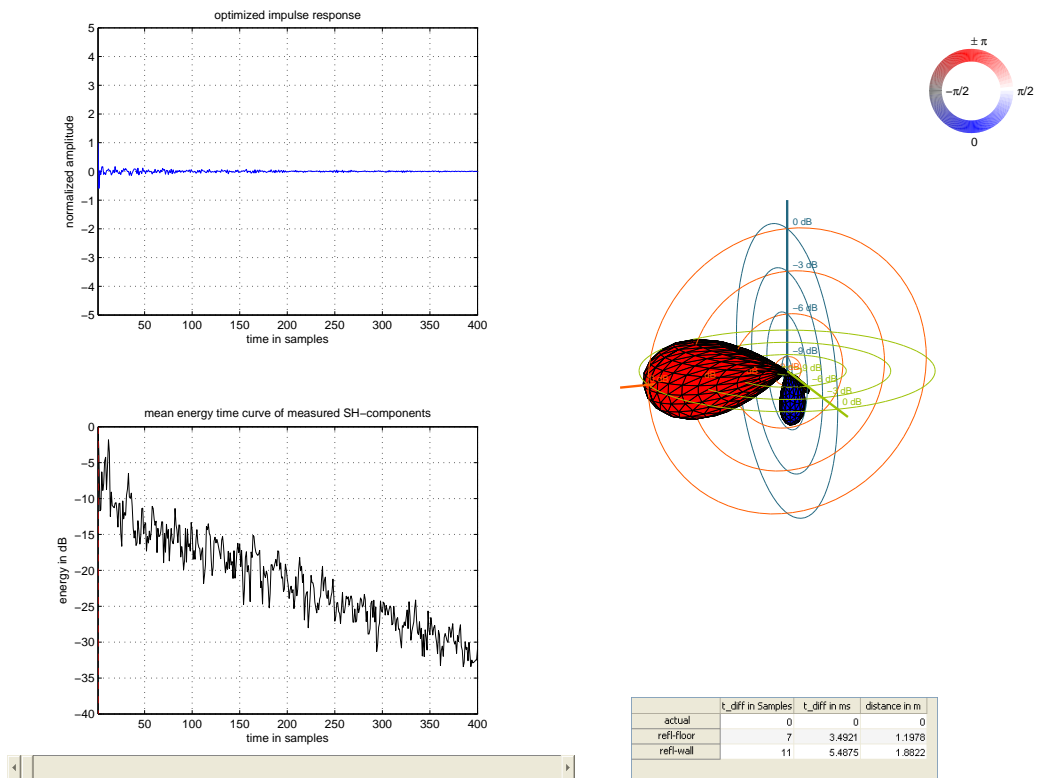 optimized impulse response
5
4
3
2
1
0
−1
−2
−3
−4
−5
normalized amplitude
50 100 150 200 250 300 350 400
time in samples
mean energy time curve of measured SH−components
0
−5
−10
−15
−20
−25
−30
−35
−40
energy in dB
50 100 150 200 250 300 350 400
time in samples
± π
−π/2
π/2
0
0 dB
−3 dB
−6 dB
−9 dB
−6 dB
−3 dB
0 dB
t_diff in Samples t_diff in ms distance in m
actual 0 0 0
refl-floor 7 3.4921 1.1978
refl-wall 11 5.4875 1.8822